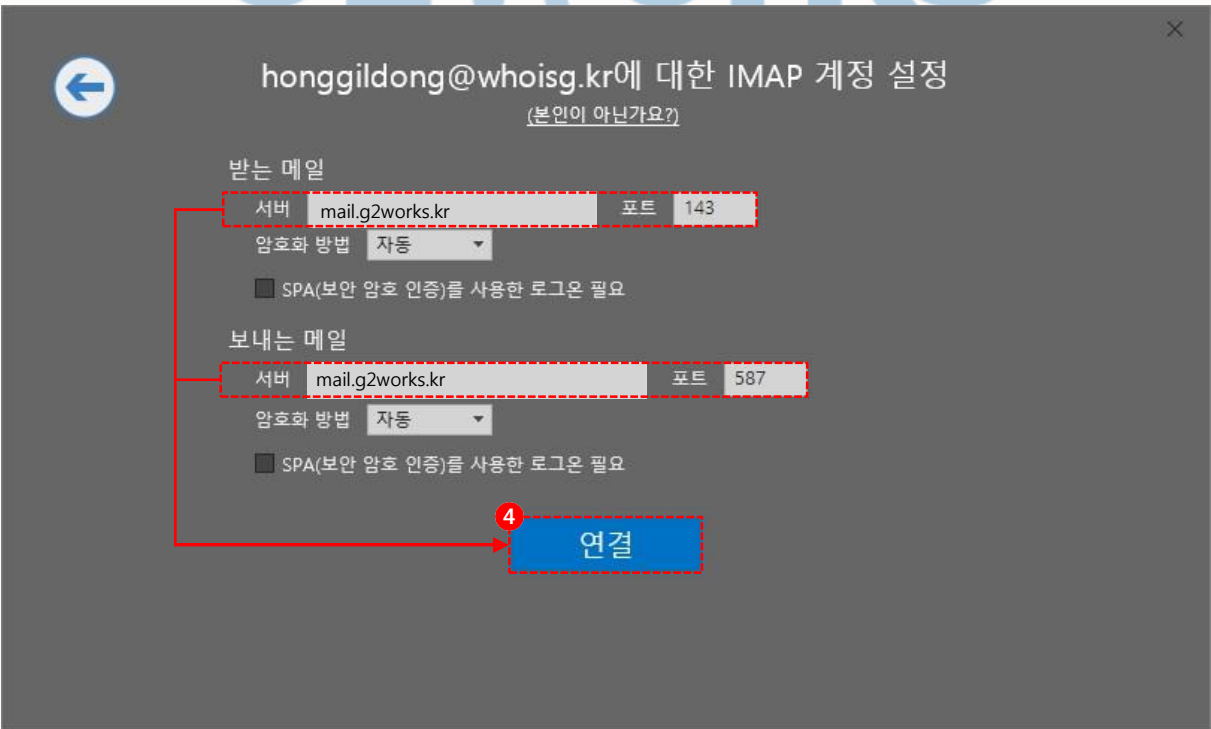 honggildong@whoisg.kr에 대한 IMAP 계정 설정
(본인이 아닌가요?)
받는 메일
서버 mail.g2works.kr 포트 143
암호화 방법 자동
SPA(보안 암호 인증)를 사용한 로그온 필요
보내는 메일
서버 mail.g2works.kr 포트 587
암호화 방법 자동
SPA(보안 암호 인증)를 사용한 로그온 필요
4
연결